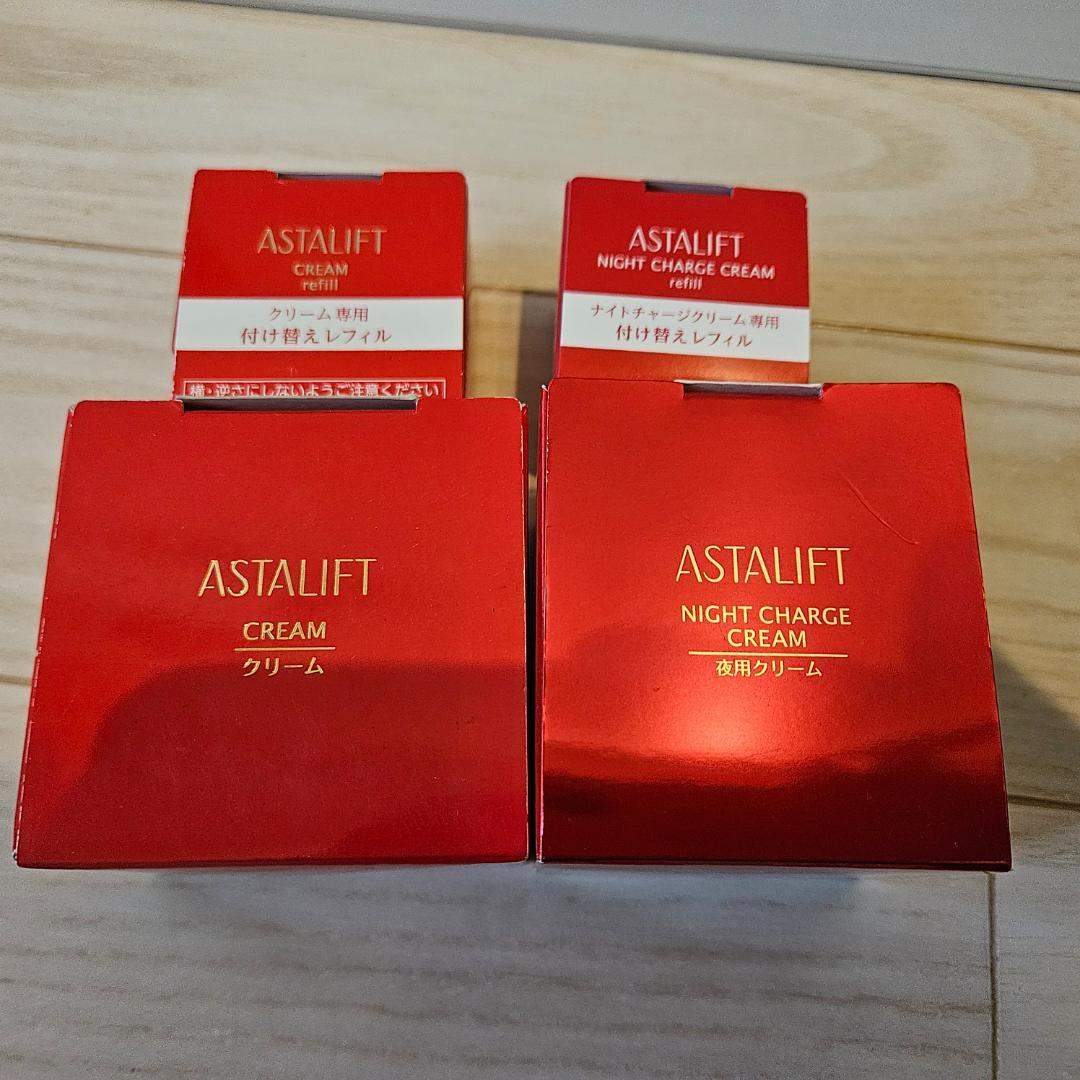 ASTALIFT
CREAM
refill
クリーム専用
付け替えレフィル
横・逆さにしないようご注意ください
ASTALIFT
NIGHT CHARGE CREAM
refill
ナイトチャージクリーム専用
付け替えレフィル
ASTALIFT
CREAM
クリーム
ASTALIFT
NIGHT CHARGE
CREAM
夜用クリーム